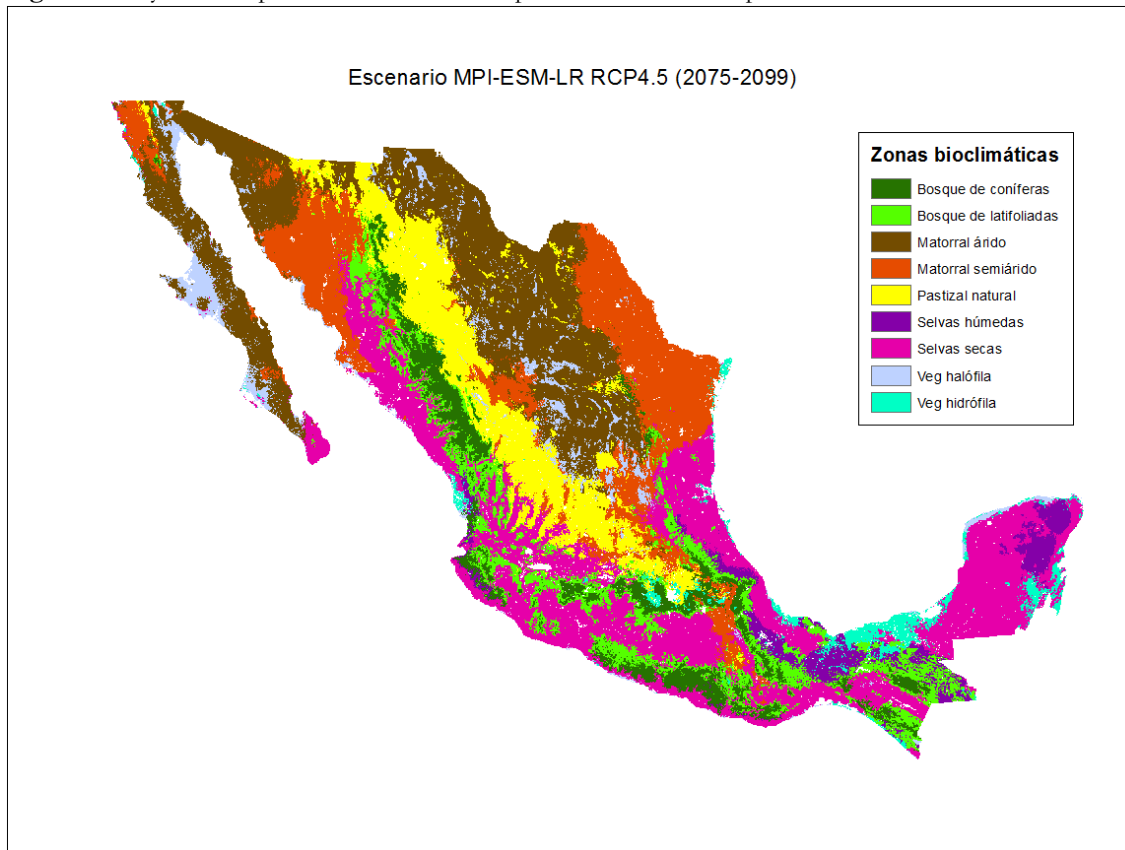 Escenario MPI-ESM-LR RCP4.5 (2075-2099)
Zonas bioclimáticas
Bosque de coníferas
Bosque de latifoliadas
Matorral árido
Matorral semiárido
Pastizal natural
Selvas húmedas
Selvas secas
Veg halófila
Veg hidrófila